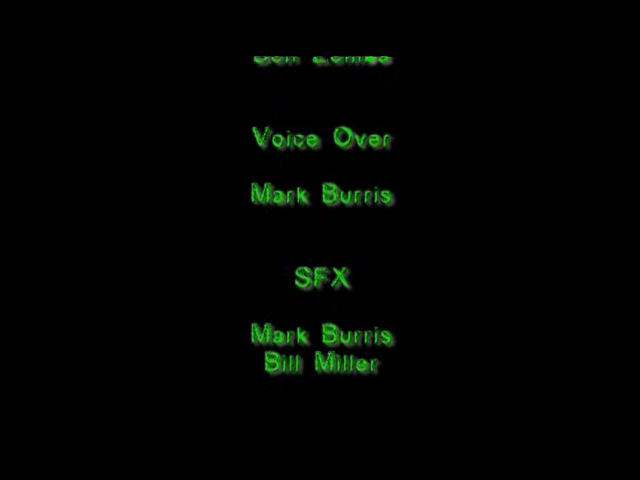 Voice Over
Mark Burris
SFX
Mark Burris
Bill Miller